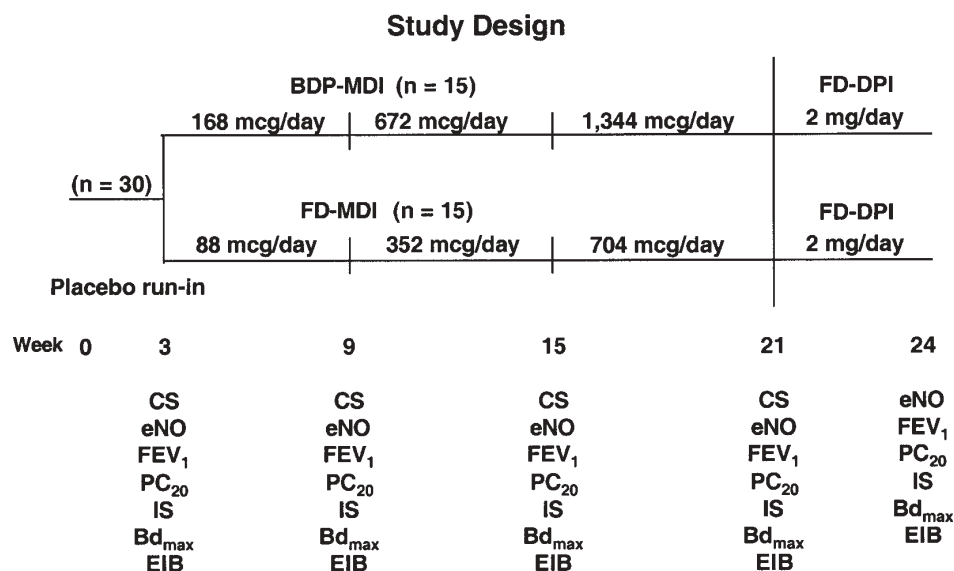 Study Design
BDP-MDI (n = 15)
FD-DPI
168 mcg/day 672 mcg/day 1,344 mcg/day 2 mg/day
(n = 30)
FD-MDI (n = 15)
FD-DPI
88 mcg/day 352 mcg/day 704 mcg/day 2 mg/day
Placebo run-in
Week 0 3 9 15 21 24
CS CS CS CS eNO
eNO eNO eNO eNO FEV₁
FEV₁ FEV₁ FEV₁ FEV₁ PC₂₀
PC₂₀ PC₂₀ PC₂₀ PC₂₀ IS
IS IS IS IS Bdmax
Bdmax Bdmax Bdmax Bdmax EIB
EIB EIB EIB EIB